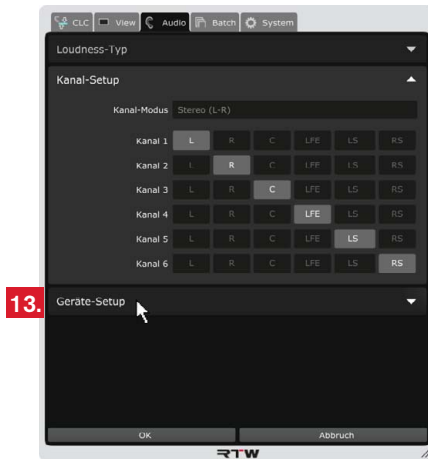 CLC View Audio Batch System
Loudness-Typ
Kanal-Setup
Kanal-Modus Stereo (L-R)
Kanal 1 L R C LFE LS RS
Kanal 2 L R C LFE LS RS
Kanal 3 L R C LFE LS RS
Kanal 4 L R C LFE LS RS
Kanal 5 L R C LFE LS RS
Kanal 6 L R C LFE LS RS
13. Geräte-Setup
OK Abbruch
RTW